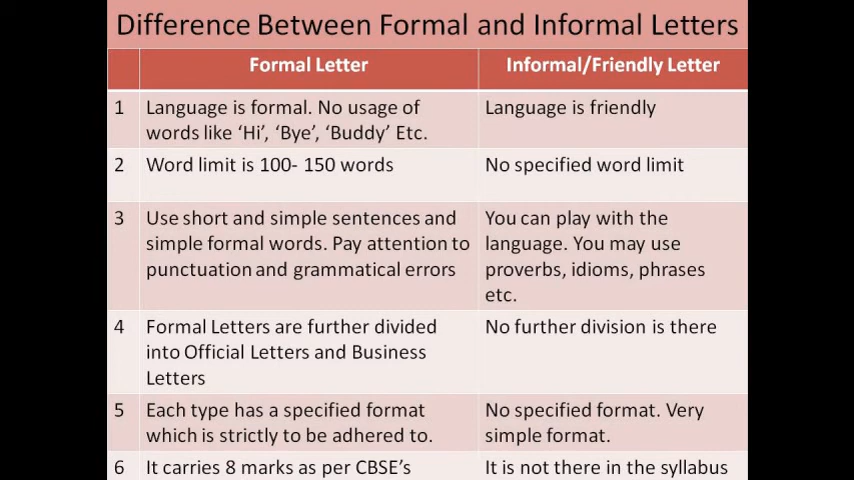 Difference Between Formal and Informal Letters
Formal Letter
Informal/Friendly Letter
1
Language is formal. No usage of
words like ‘Hi’, ‘Bye’, ‘Buddy’ Etc.
Language is friendly
2
Word limit is 100- 150 words
No specified word limit
3
Use short and simple sentences and
simple formal words. Pay attention to
punctuation and grammatical errors
You can play with the
language. You may use
proverbs, idioms, phrases
etc.
4
Formal Letters are further divided
into Official Letters and Business
Letters
No further division is there
5
Each type has a specified format
which is strictly to be adhered to.
No specified format. Very
simple format.
6
It carries 8 marks as per CBSE’s
It is not there in the syllabus